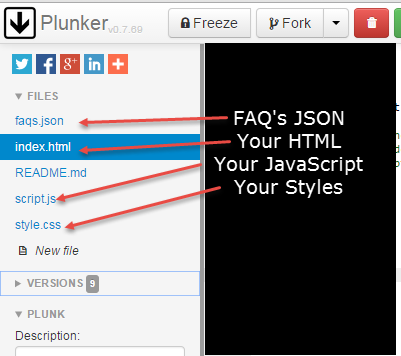 Plunker v0.7.69
Freeze
Fork
FILES
faqs.json
index.html
README.md
script.js
style.css
New file
VERSIONS 9
PLUNK
Description:
FAQ's JSON
Your HTML
Your JavaScript
Your Styles